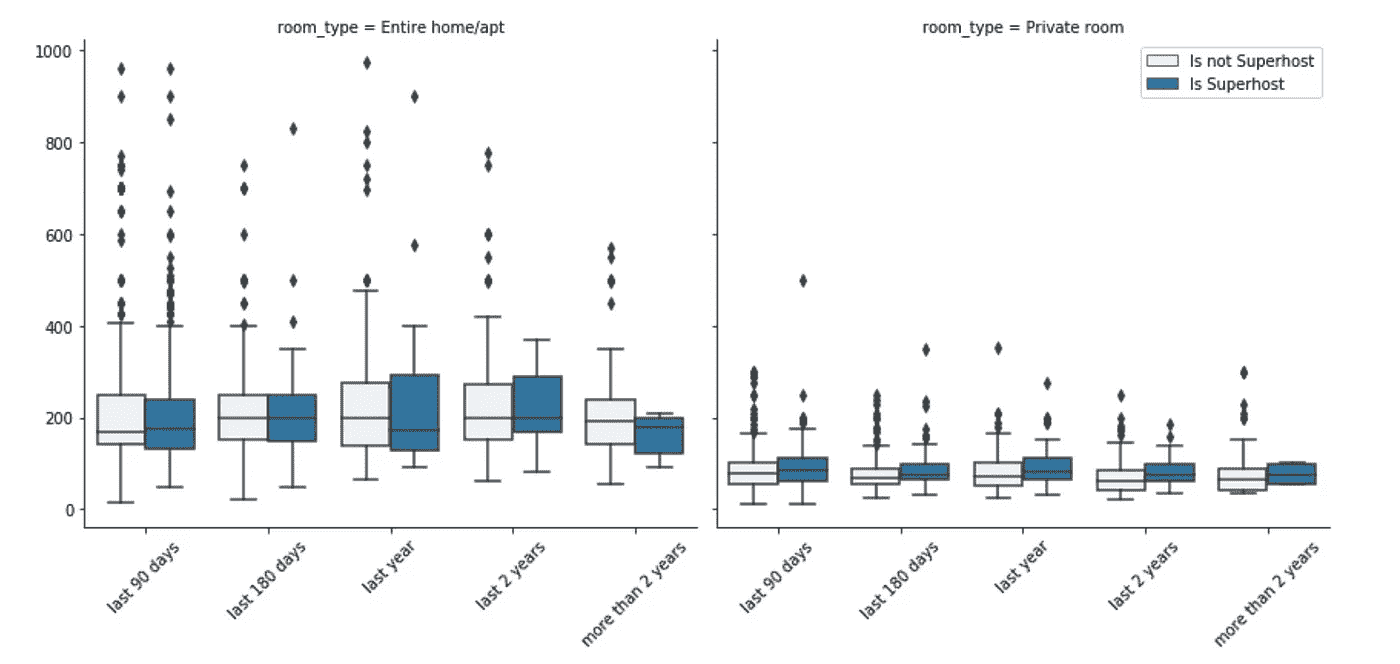 room_type = Entire home/apt
room_type = Private room
Is not Superhost
Is Superhost
1000
800
600
400
200
0
last 90 days
last 180 days
last year
last 2 years
more than 2 years
last 90 days
last 180 days
last year
last 2 years
more than 2 years